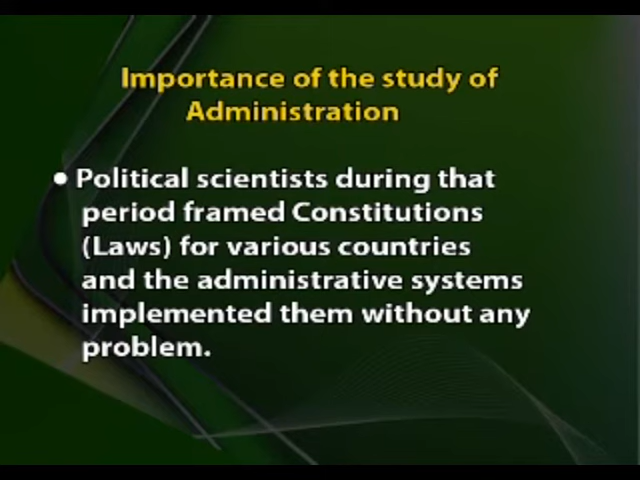 Importance of the study of
Administration
• Political scientists during that
period framed Constitutions
(Laws) for various countries
and the administrative systems
implemented them without any
problem.